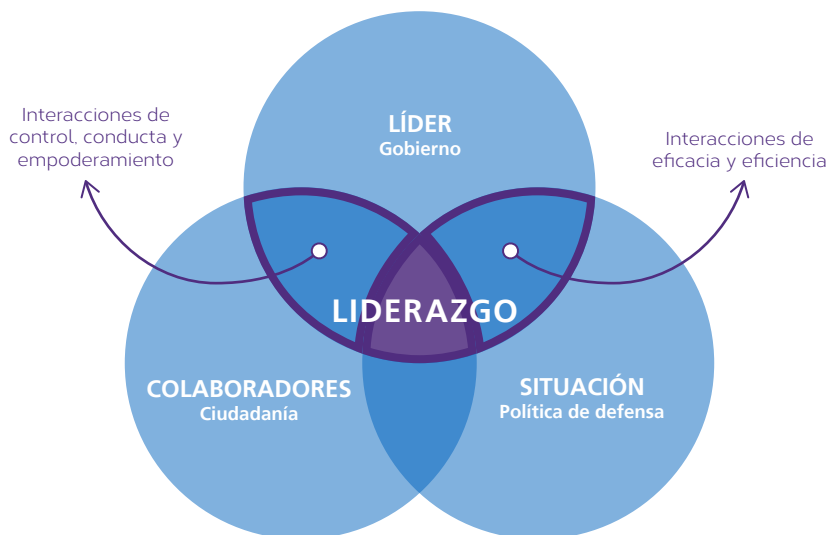 Interacciones de
control, conducta y
empoderamiento
LÍDER
Gobierno
Interacciones de
eficacia y eficiencia
LIDERAZGO
COLABORADORES
Ciudadanía
SITUACIÓN
Política de defensa